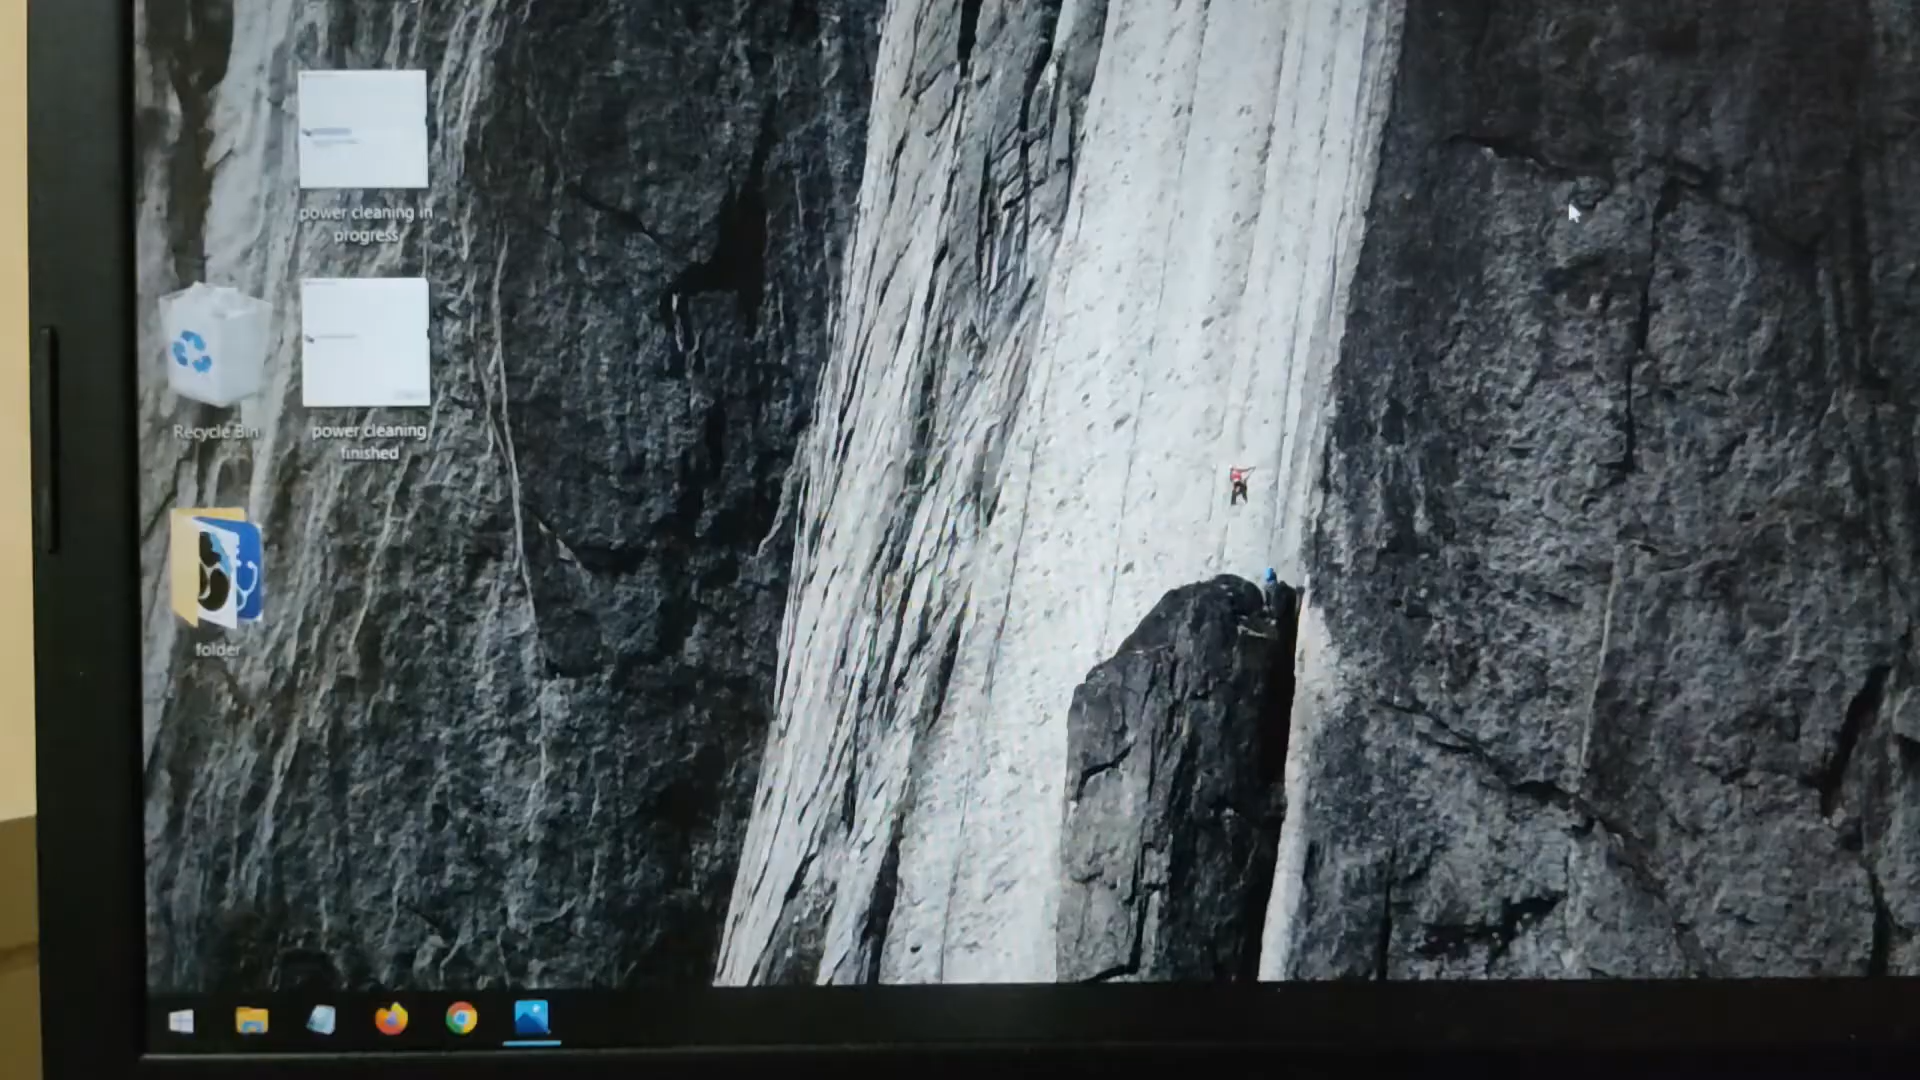 power cleaning in
progress
Recycle Bin
power cleaning
finished
folder